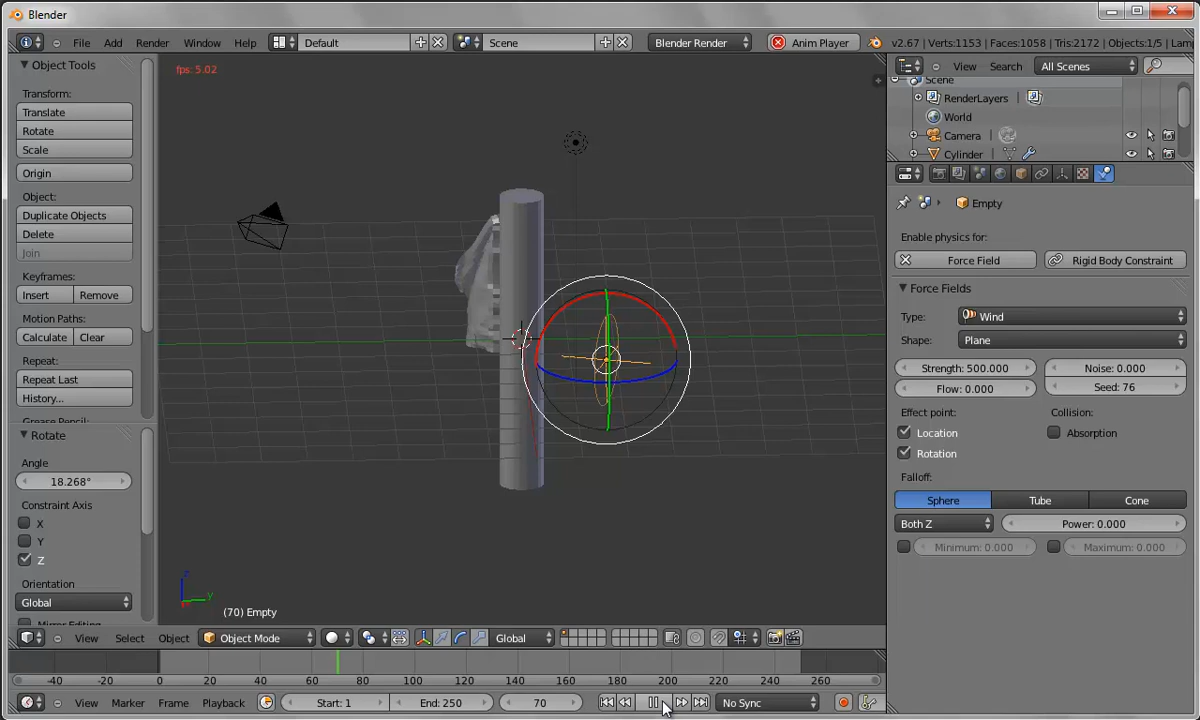 Blender
File Add Render Window Help Default Scene Blender Render Anim Player v2.67 | Verts:1153 | Faces:1058 | Tris:2172 | Objects:1/5 |
Object Tools
Transform:
Translate
Rotate
Scale
Origin
Object:
Duplicate Objects
Delete
Join
Keyframes:
Insert Remove
Motion Paths:
Calculate Clear
Repeat:
Repeat Last
History...
Grease Pencil:
Rotate
Angle
18.268°
Constraint Axis
X
Y
Z
Orientation
Global
Mirror Editing
fps: 5.02
z
y
(70) Empty
View Search All Scenes
Scene
RenderLayers
World
Camera
Cylinder
Empty
Enable physics for:
Force Field Rigid Body Constraint
Force Fields
Type: Wind
Shape: Plane
Strength: 500.000 Noise: 0.000
Flow: 0.000 Seed: 76
Effect point: Collision:
Location Absorption
Rotation
Falloff:
Sphere Tube Cone
Both Z Power: 0.000
Minimum: 0.000 Maximum: 0.000
View Select Object Object Mode Global
-40 -20 0 20 40 60 80 100 120 140 160 180 200 220 240 260
View Marker Frame Playback Start: 1 End: 250 70 No Sync